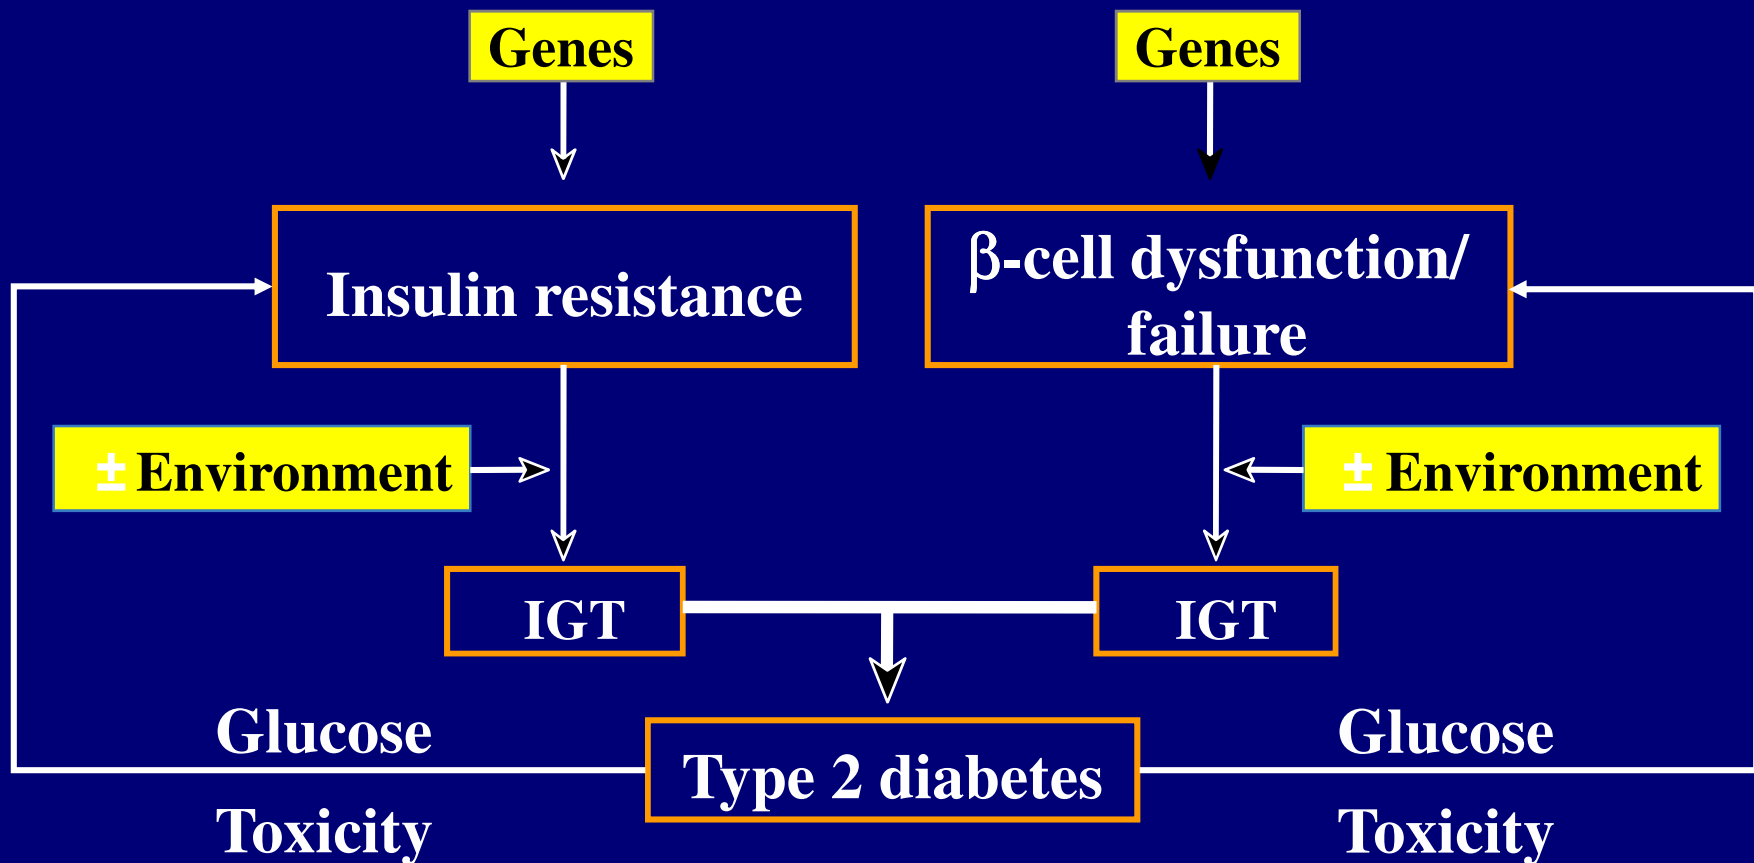 Genes
Genes
Insulin resistance
β-cell dysfunction/
failure
± Environment
± Environment
IGT
IGT
Glucose
Toxicity
Type 2 diabetes
Glucose
Toxicity